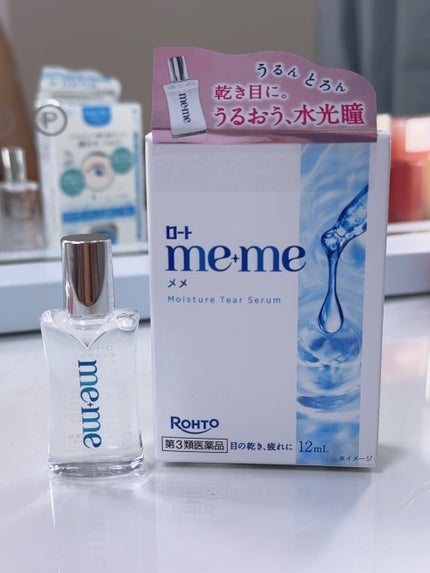 うるんとろん
乾き目に。
うるおう、水光瞳
me+me
ロート
me+me
メメ
Moisture Tear Serum
ROHTO
第3類医薬品
目の乾き、疲れに 12mL
※イメージ
me+me
P